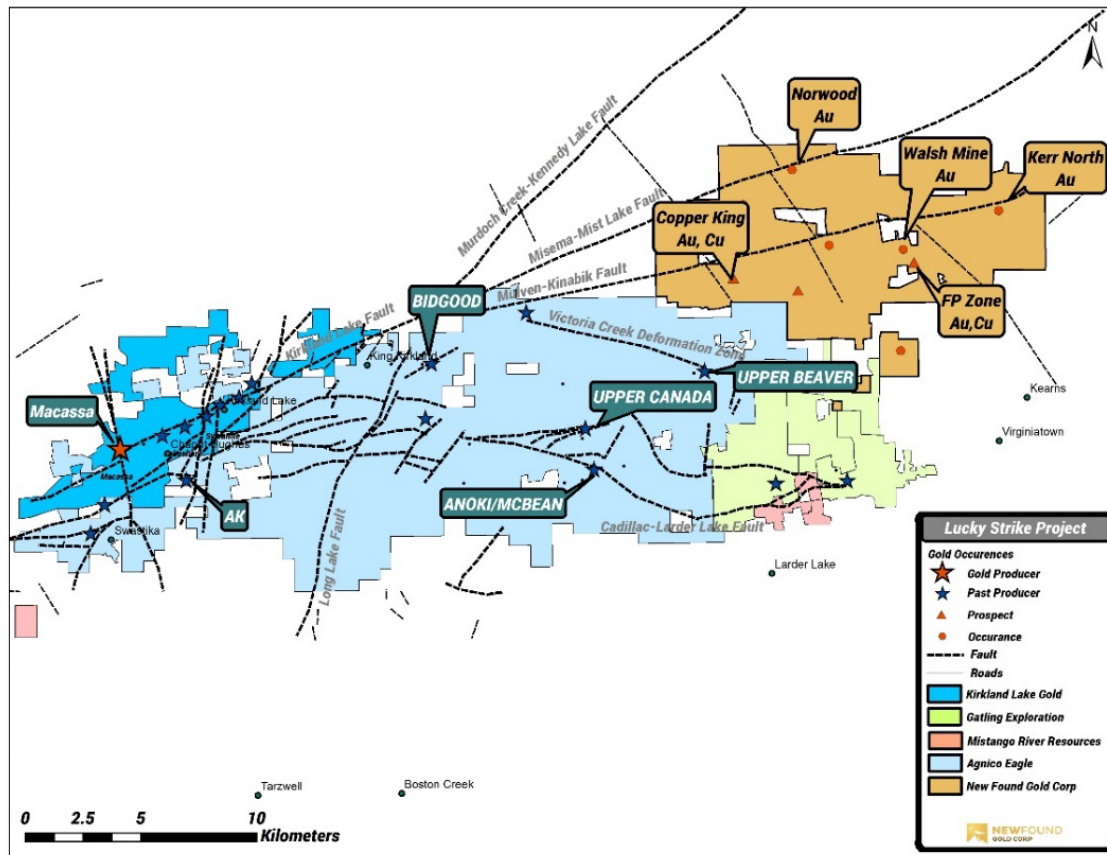 N
Norwood
Au
Walsh Mine
Au
Kerr North
Au
Copper King
Au, Cu
FP Zone
Au,Cu
Murdoch Creek-Kennedy Lake Fault
Misema-Mist Lake Fault
Mulven-Kinabik Fault
Victoria Creek Deformation Zone
Kirkland Lake Fault
BIDGOOD
King Kirkland
UPPER BEAVER
UPPER CANADA
Kearns
Virginiatown
Macassa
Kirkland Lake
Macassa
AK
ANOKI/MCBEAN
Cadillac-Larder Lake Fault
Swastika
Long Lake Fault
Larder Lake
Tarzwell
Boston Creek
0 2.5 5 10
Kilometers
Lucky Strike Project
Gold Occurences
Gold Producer
Past Producer
Prospect
Occurance
Fault
Roads
Kirkland Lake Gold
Gatling Exploration
Mistango River Resources
Agnico Eagle
New Found Gold Corp
NEWFOUND
GOLD CORP